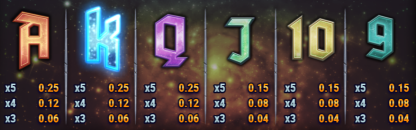 A K Q J 10 9
x5 0.25 x5 0.25 x5 0.25 x5 0.15 x5 0.15 x5 0.15
x4 0.12 x4 0.12 x4 0.12 x4 0.08 x4 0.08 x4 0.08
x3 0.06 x3 0.06 x3 0.06 x3 0.04 x3 0.04 x3 0.04